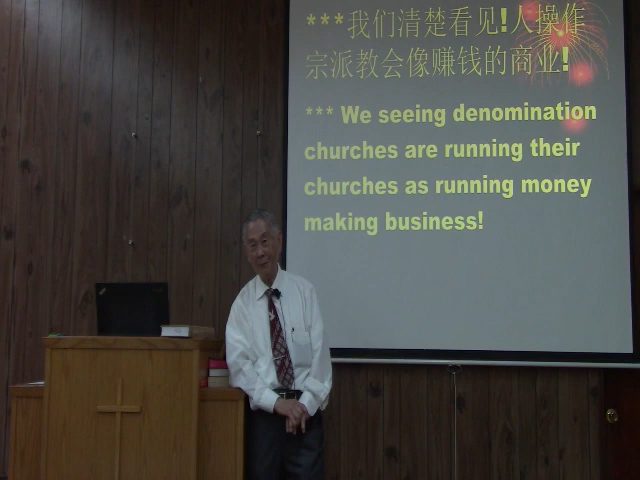 ***我们清楚看见!人操作
宗派教会像赚钱的商业!
*** We seeing denomination
churches are running their
churches as running money
making business!